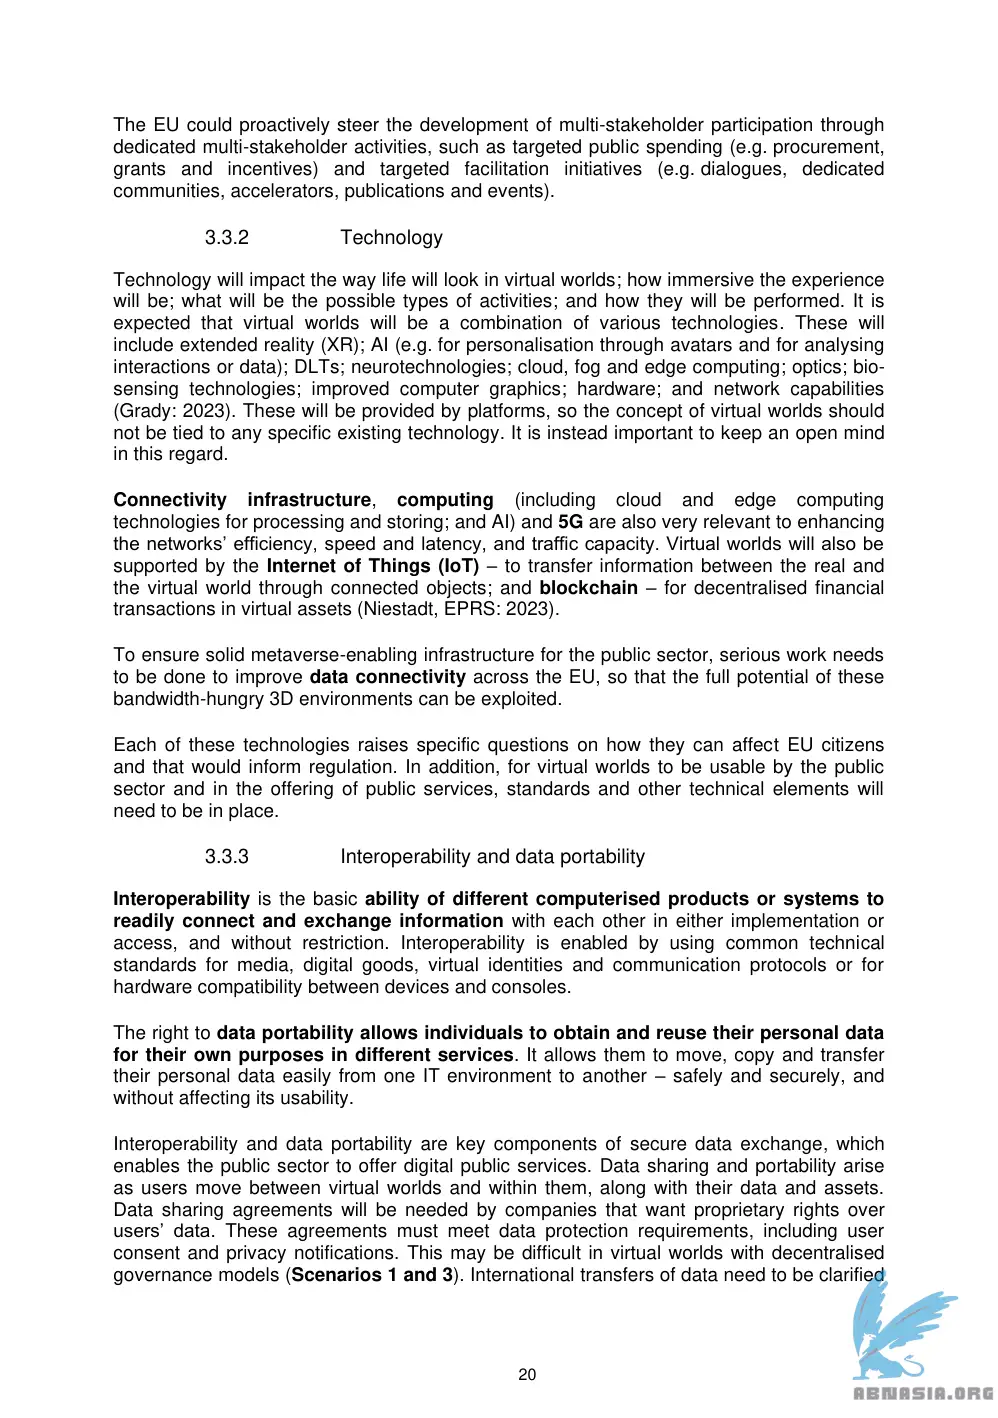 The EU could proactively steer the development of multi-stakeholder participation through
dedicated multi-stakeholder activities, such as targeted public spending (e.g. procurement,
grants and incentives) and targeted facilitation initiatives (e.g. dialogues, dedicated
communities, accelerators, publications and events).
3.3.2 Technology
Technology will impact the way life will look in virtual worlds; how immersive the experience
will be; what will be the possible types of activities; and how they will be performed. It is
expected that virtual worlds will be a combination of various technologies. These will
include extended reality (XR); AI (e.g. for personalisation through avatars and for analysing
interactions or data); DLTs; neurotechnologies; cloud, fog and edge computing; optics; bio-
sensing technologies; improved computer graphics; hardware; and network capabilities
(Grady: 2023). These will be provided by platforms, so the concept of virtual worlds should
not be tied to any specific existing technology. It is instead important to keep an open mind
in this regard.
Connectivity infrastructure, computing (including cloud and edge computing
technologies for processing and storing; and AI) and 5G are also very relevant to enhancing
the networks' efficiency, speed and latency, and traffic capacity. Virtual worlds will also be
supported by the Internet of Things (IoT) – to transfer information between the real and
the virtual world through connected objects; and blockchain – for decentralised financial
transactions in virtual assets (Niestadt, EPRS: 2023).
To ensure solid metaverse-enabling infrastructure for the public sector, serious work needs
to be done to improve data connectivity across the EU, so that the full potential of these
bandwidth-hungry 3D environments can be exploited.
Each of these technologies raises specific questions on how they can affect EU citizens
and that would inform regulation. In addition, for virtual worlds to be usable by the public
sector and in the offering of public services, standards and other technical elements will
need to be in place.
3.3.3 Interoperability and data portability
Interoperability is the basic ability of different computerised products or systems to
readily connect and exchange information with each other in either implementation or
access, and without restriction. Interoperability is enabled by using common technical
standards for media, digital goods, virtual identities and communication protocols or for
hardware compatibility between devices and consoles.
The right to data portability allows individuals to obtain and reuse their personal data
for their own purposes in different services. It allows them to move, copy and transfer
their personal data easily from one IT environment to another – safely and securely, and
without affecting its usability.
Interoperability and data portability are key components of secure data exchange, which
enables the public sector to offer digital public services. Data sharing and portability arise
as users move between virtual worlds and within them, along with their data and assets.
Data sharing agreements will be needed by companies that want proprietary rights over
users' data. These agreements must meet data protection requirements, including user
consent and privacy notifications. This may be difficult in virtual worlds with decentralised
governance models (Scenarios 1 and 3). International transfers of data need to be clarified
20
ABNASIA.ORG